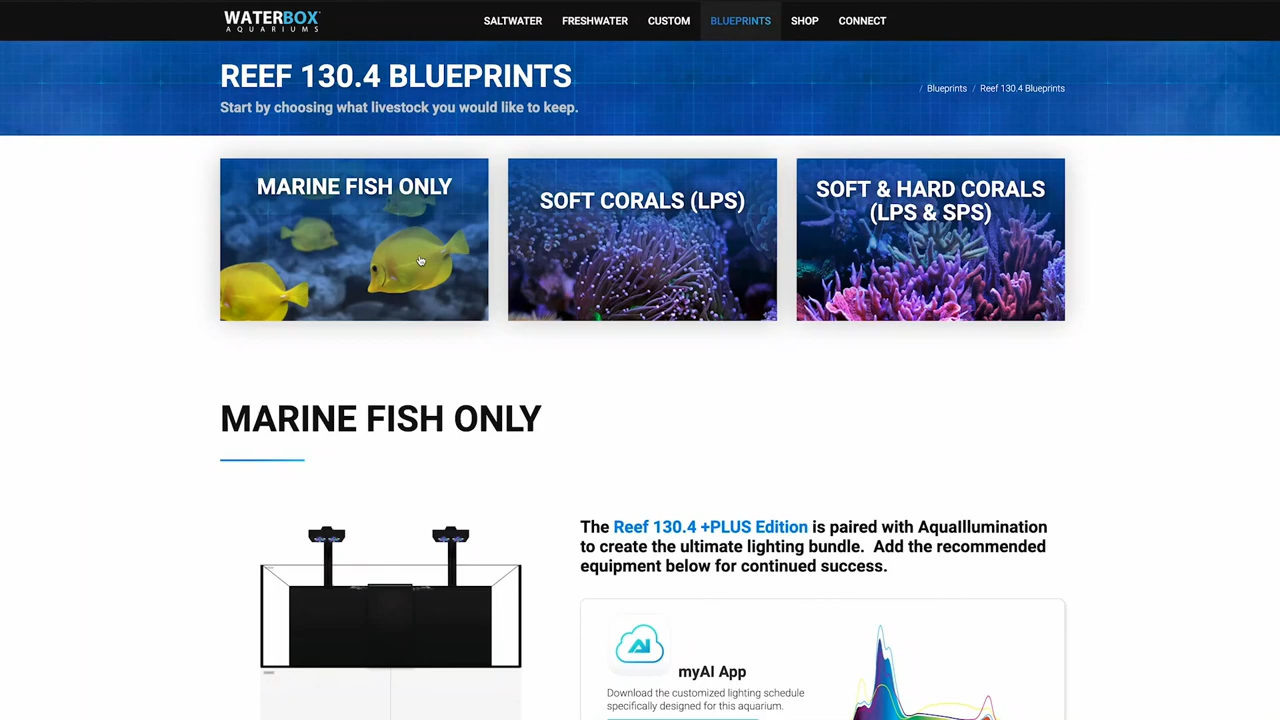 WATERBOX
AQUARIUMS
SALTWATER
FRESHWATER
CUSTOM
BLUEPRINTS
SHOP
CONNECT
REEF 130.4 BLUEPRINTS
Start by choosing what livestock you would like to keep.
/ Blueprints / Reef 130.4 Blueprints
MARINE FISH ONLY
SOFT CORALS (LPS)
SOFT & HARD CORALS
(LPS & SPS)
MARINE FISH ONLY
The Reef 130.4 +PLUS Edition is paired with AquaIllumination
to create the ultimate lighting bundle. Add the recommended
equipment below for continued success.
AI
myAI App
Download the customized lighting schedule
specifically designed for this aquarium.